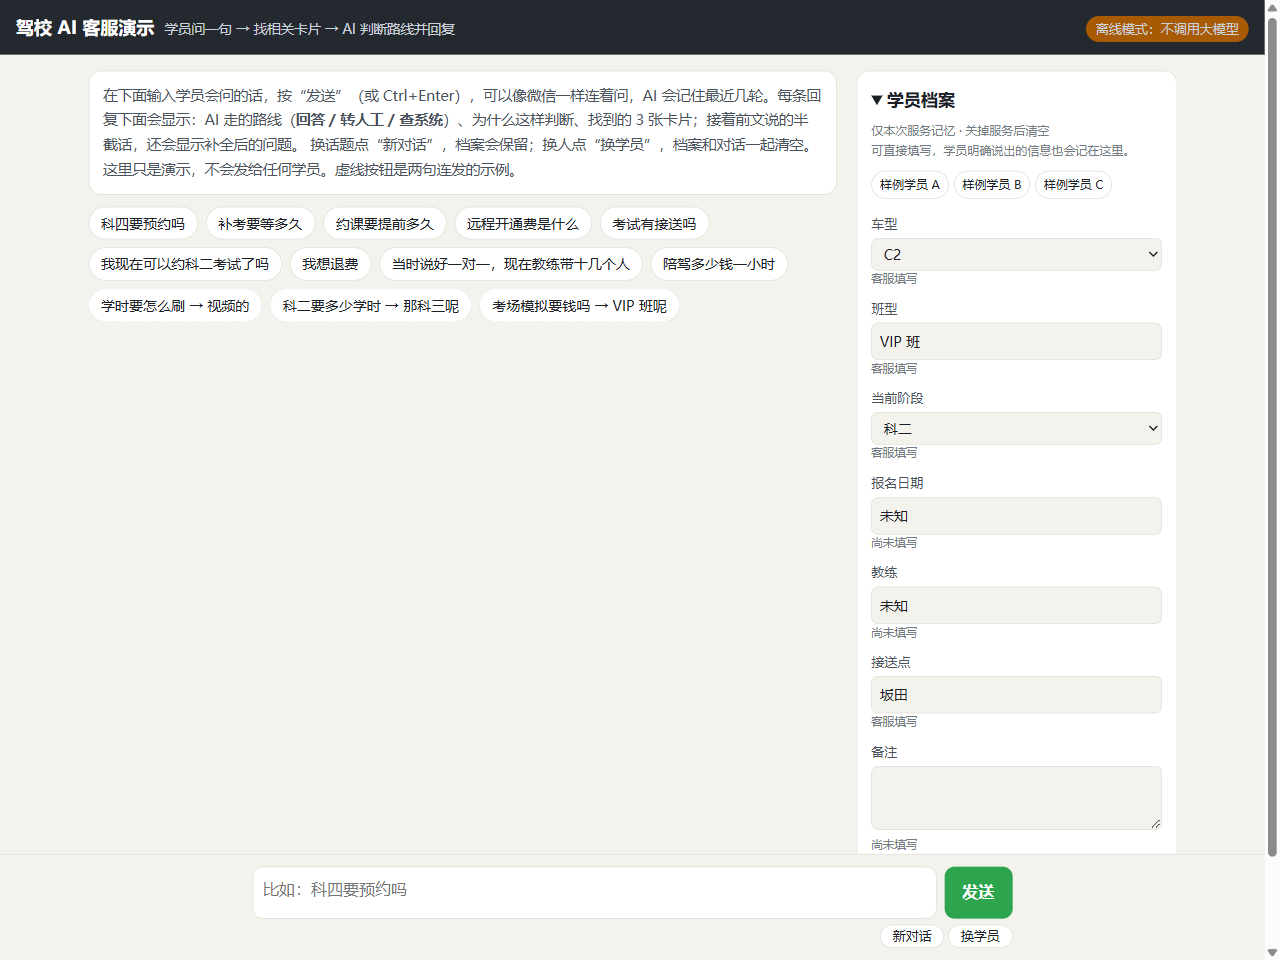 驾校 AI 客服演示 学员问一句 → 找相关卡片 → AI 判断路线并回复
离线模式：不调用大模型
在下面输入学员会问的话，按“发送”（或 Ctrl+Enter），可以像微信一样连着问，AI 会记住最近几轮。每条回
复下面会显示：AI 走的路线（回答 / 转人工 / 查系统）、为什么这样判断、找到的 3 张卡片；接着前文说的半
截话，还会显示补全后的问题。 换话题点“新对话”，档案会保留；换人点“换学员”，档案和对话一起清空。
这里只是演示，不会发给任何学员。虚线按钮是两句连发的示例。
科四要预约吗 补考要等多久 约课要提前多久 远程开通费是什么 考试有接送吗
我现在可以约科二考试了吗 我想退费 当时说好一对一，现在教练带十几个人 陪驾多少钱一小时
学时要怎么刷 → 视频的 科二要多少学时 → 那科三呢 考场模拟要钱吗 → VIP 班呢
▼ 学员档案
仅本次服务记忆 · 关掉服务后清空
可直接填写，学员明确说出的信息也会记在这里。
样例学员 A 样例学员 B 样例学员 C
车型
C2
客服填写
班型
VIP 班
客服填写
当前阶段
科二
客服填写
报名日期
未知
尚未填写
教练
未知
尚未填写
接送点
坂田
客服填写
备注
尚未填写
比如：科四要预约吗
发送
新对话 换学员